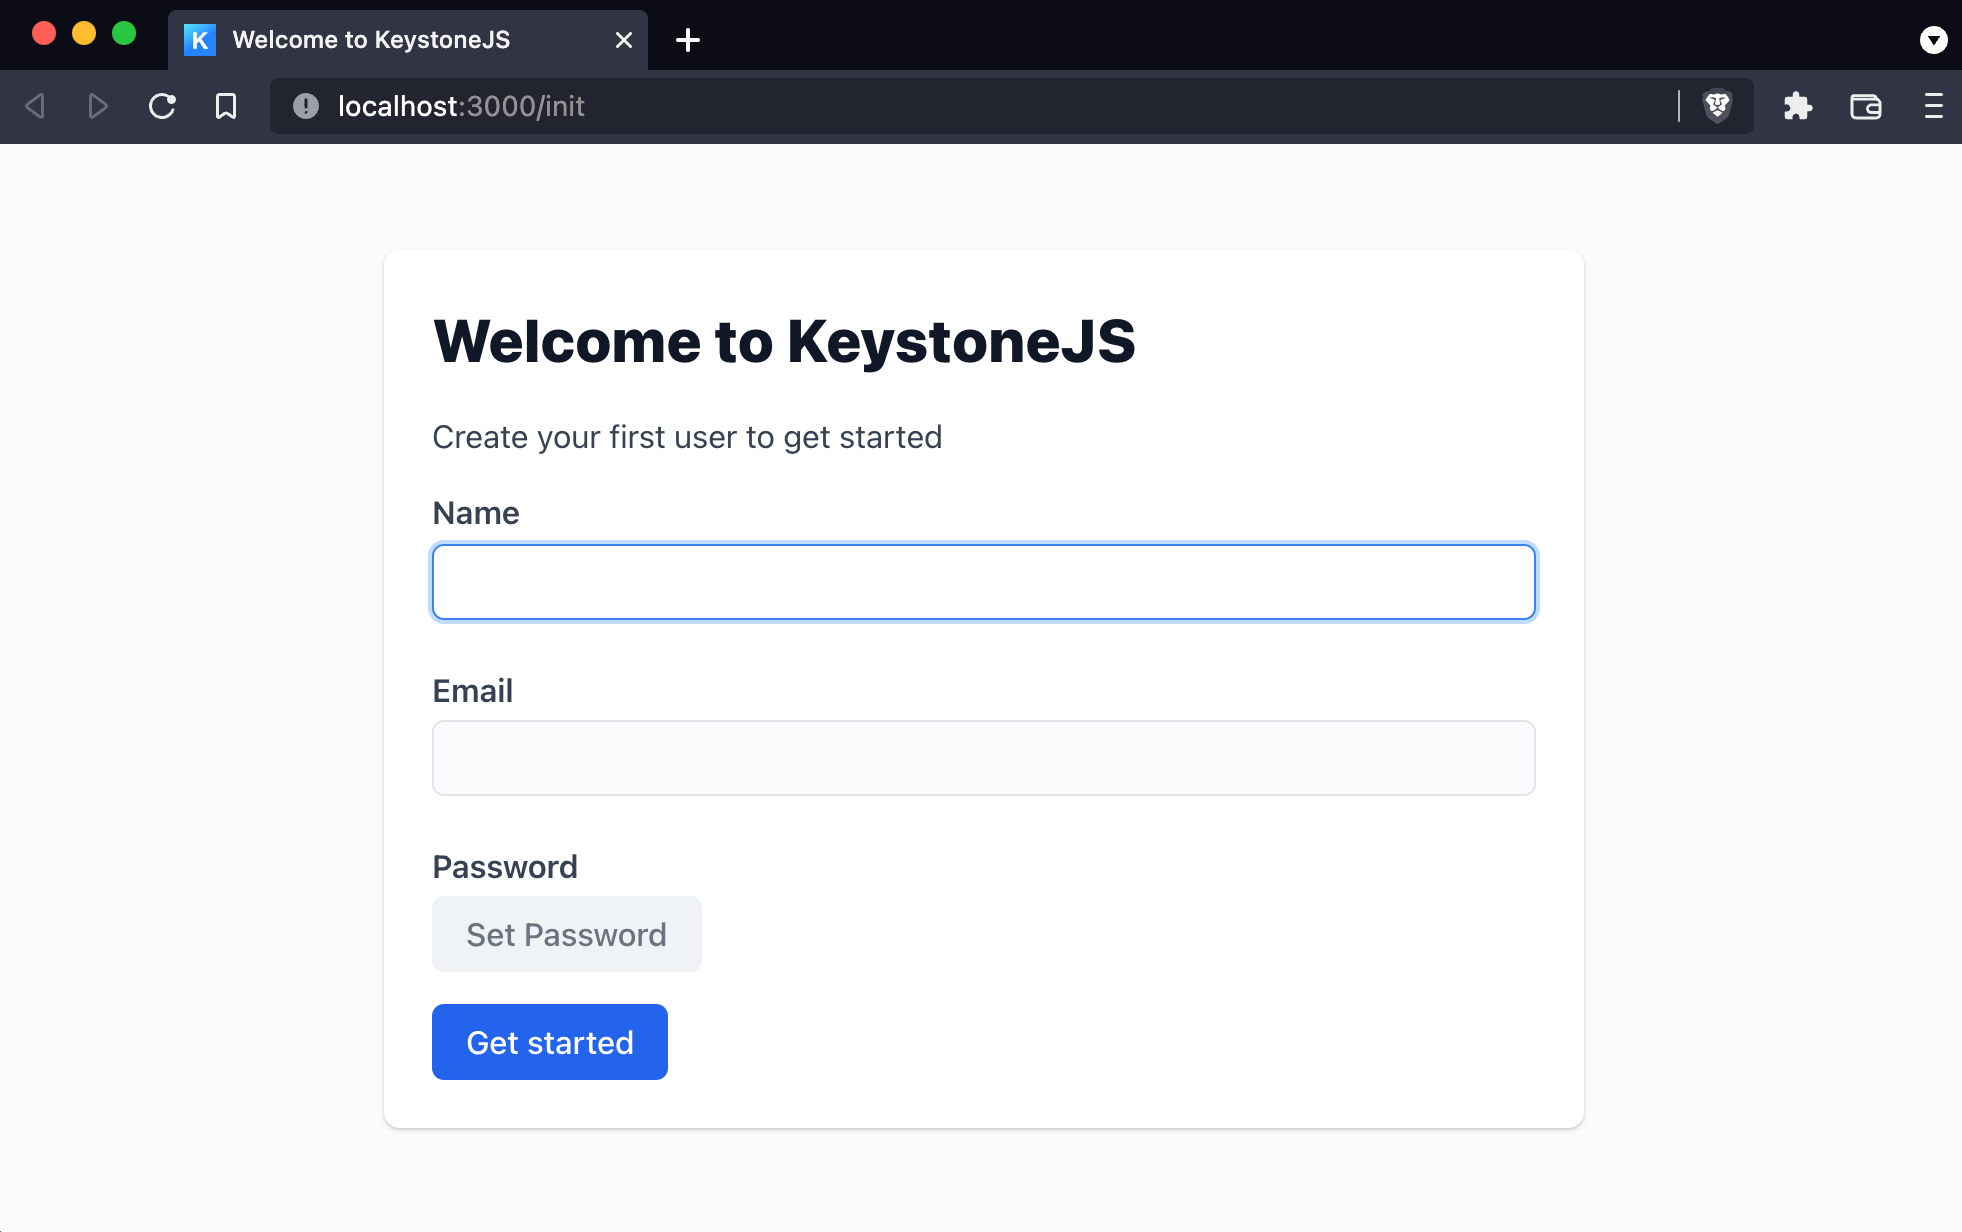 K Welcome to KeystoneJS
localhost:3000/init
Welcome to KeystoneJS
Create your first user to get started
Name
Email
Password
Set Password
Get started